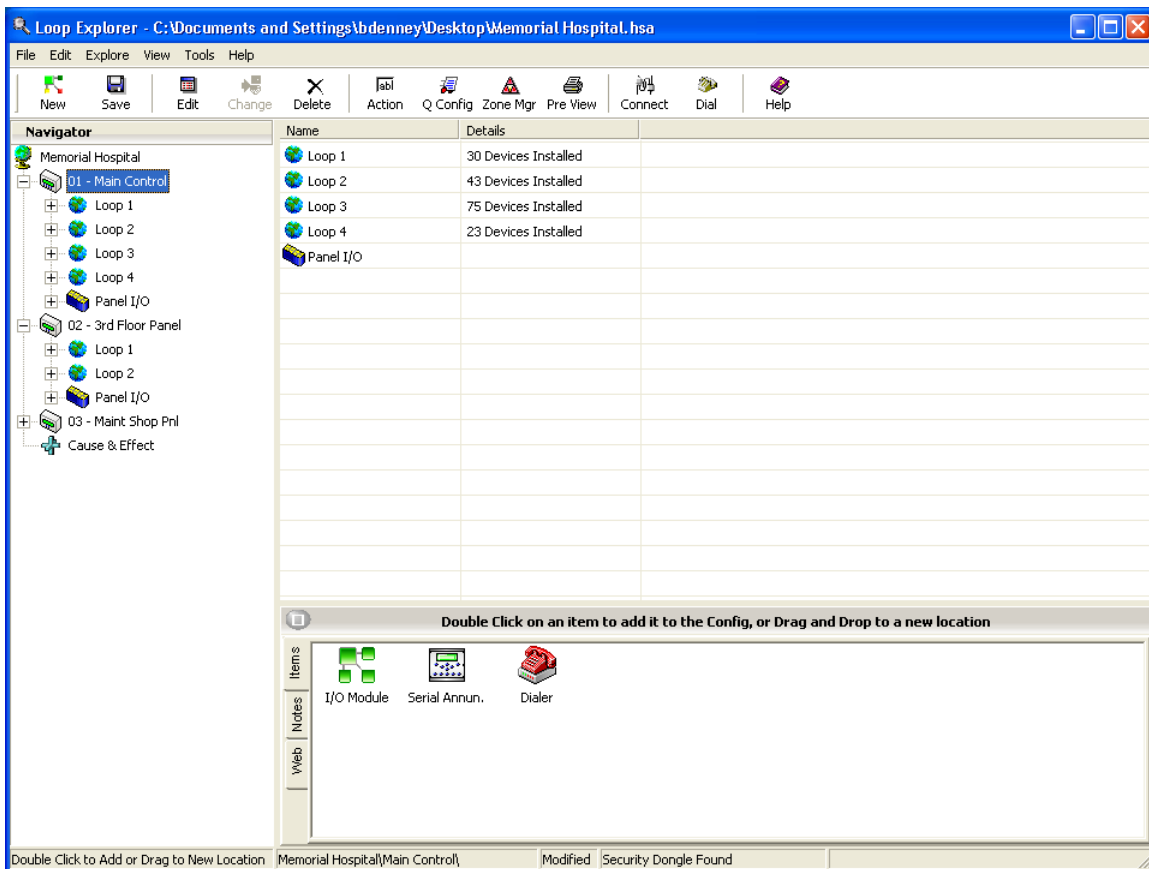 Loop Explorer - C:\Documents and Settings\bdenney\Desktop\Memorial Hospital.hsa
File Edit Explore View Tools Help
New Save Edit Change Delete Action Q Config Zone Mgr Pre View Connect Dial Help
Navigator
Memorial Hospital
01 - Main Control
Loop 1
Loop 2
Loop 3
Loop 4
Panel I/O
02 - 3rd Floor Panel
Loop 1
Loop 2
Panel I/O
03 - Maint Shop Pnl
Cause & Effect
Name Details
Loop 1 30 Devices Installed
Loop 2 43 Devices Installed
Loop 3 75 Devices Installed
Loop 4 23 Devices Installed
Panel I/O
Double Click on an item to add it to the Config, or Drag and Drop to a new location
Items
Notes
Web
I/O Module Serial Annun. Dialer
Double Click to Add or Drag to New Location Memorial Hospital\Main Control\ Modified Security Dongle Found